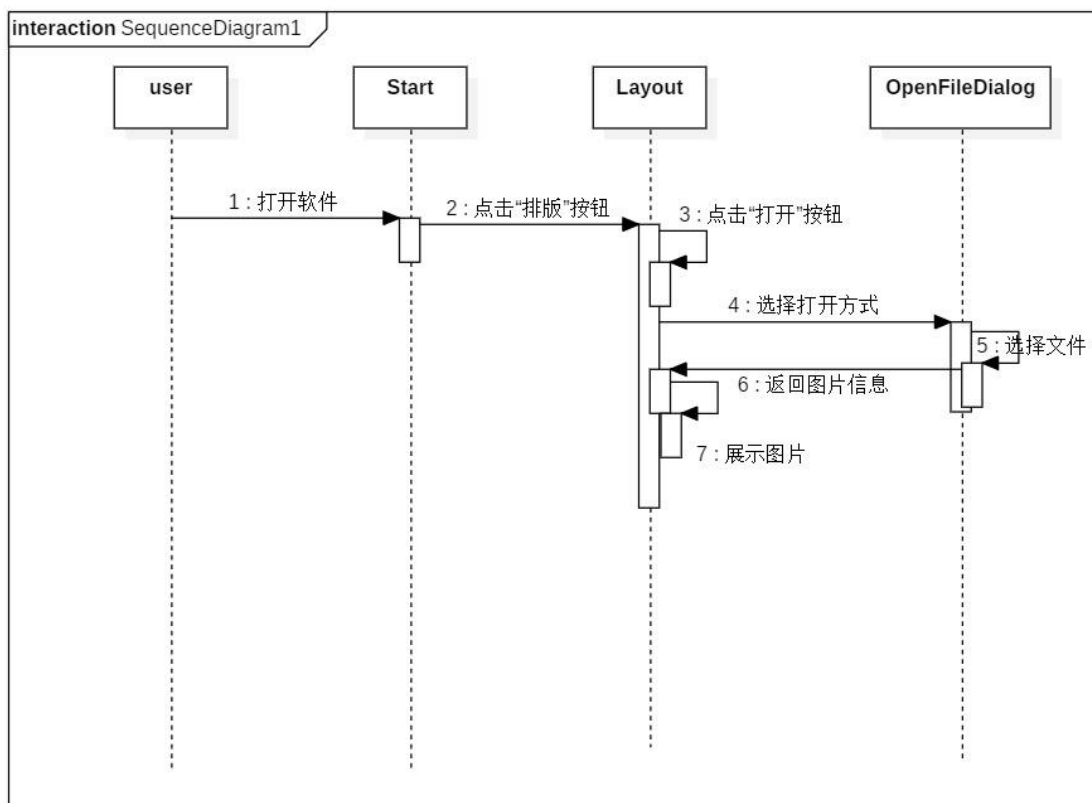 interaction SequenceDiagram1
user
Start
Layout
OpenFileDialog
1 : 打开软件
2 : 点击“排版”按钮
3 : 点击“打开”按钮
4 : 选择打开方式
5 : 选择文件
6 : 返回图片信息
7 : 展示图片